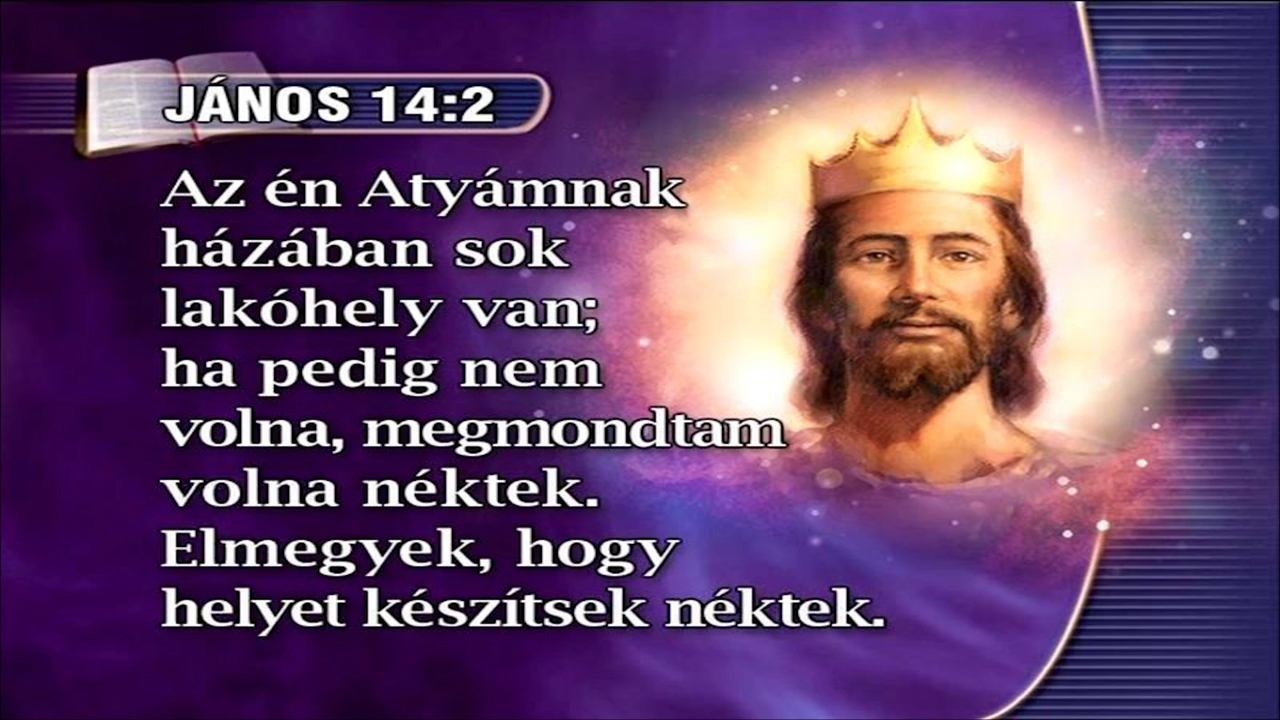 JÁNOS 14:2
Az én Atyámnak
házában sok
lakóhely van;
ha pedig nem
volna, megmondtam
volna néktek.
Elmegyek, hogy
helyet készítsek néktek.